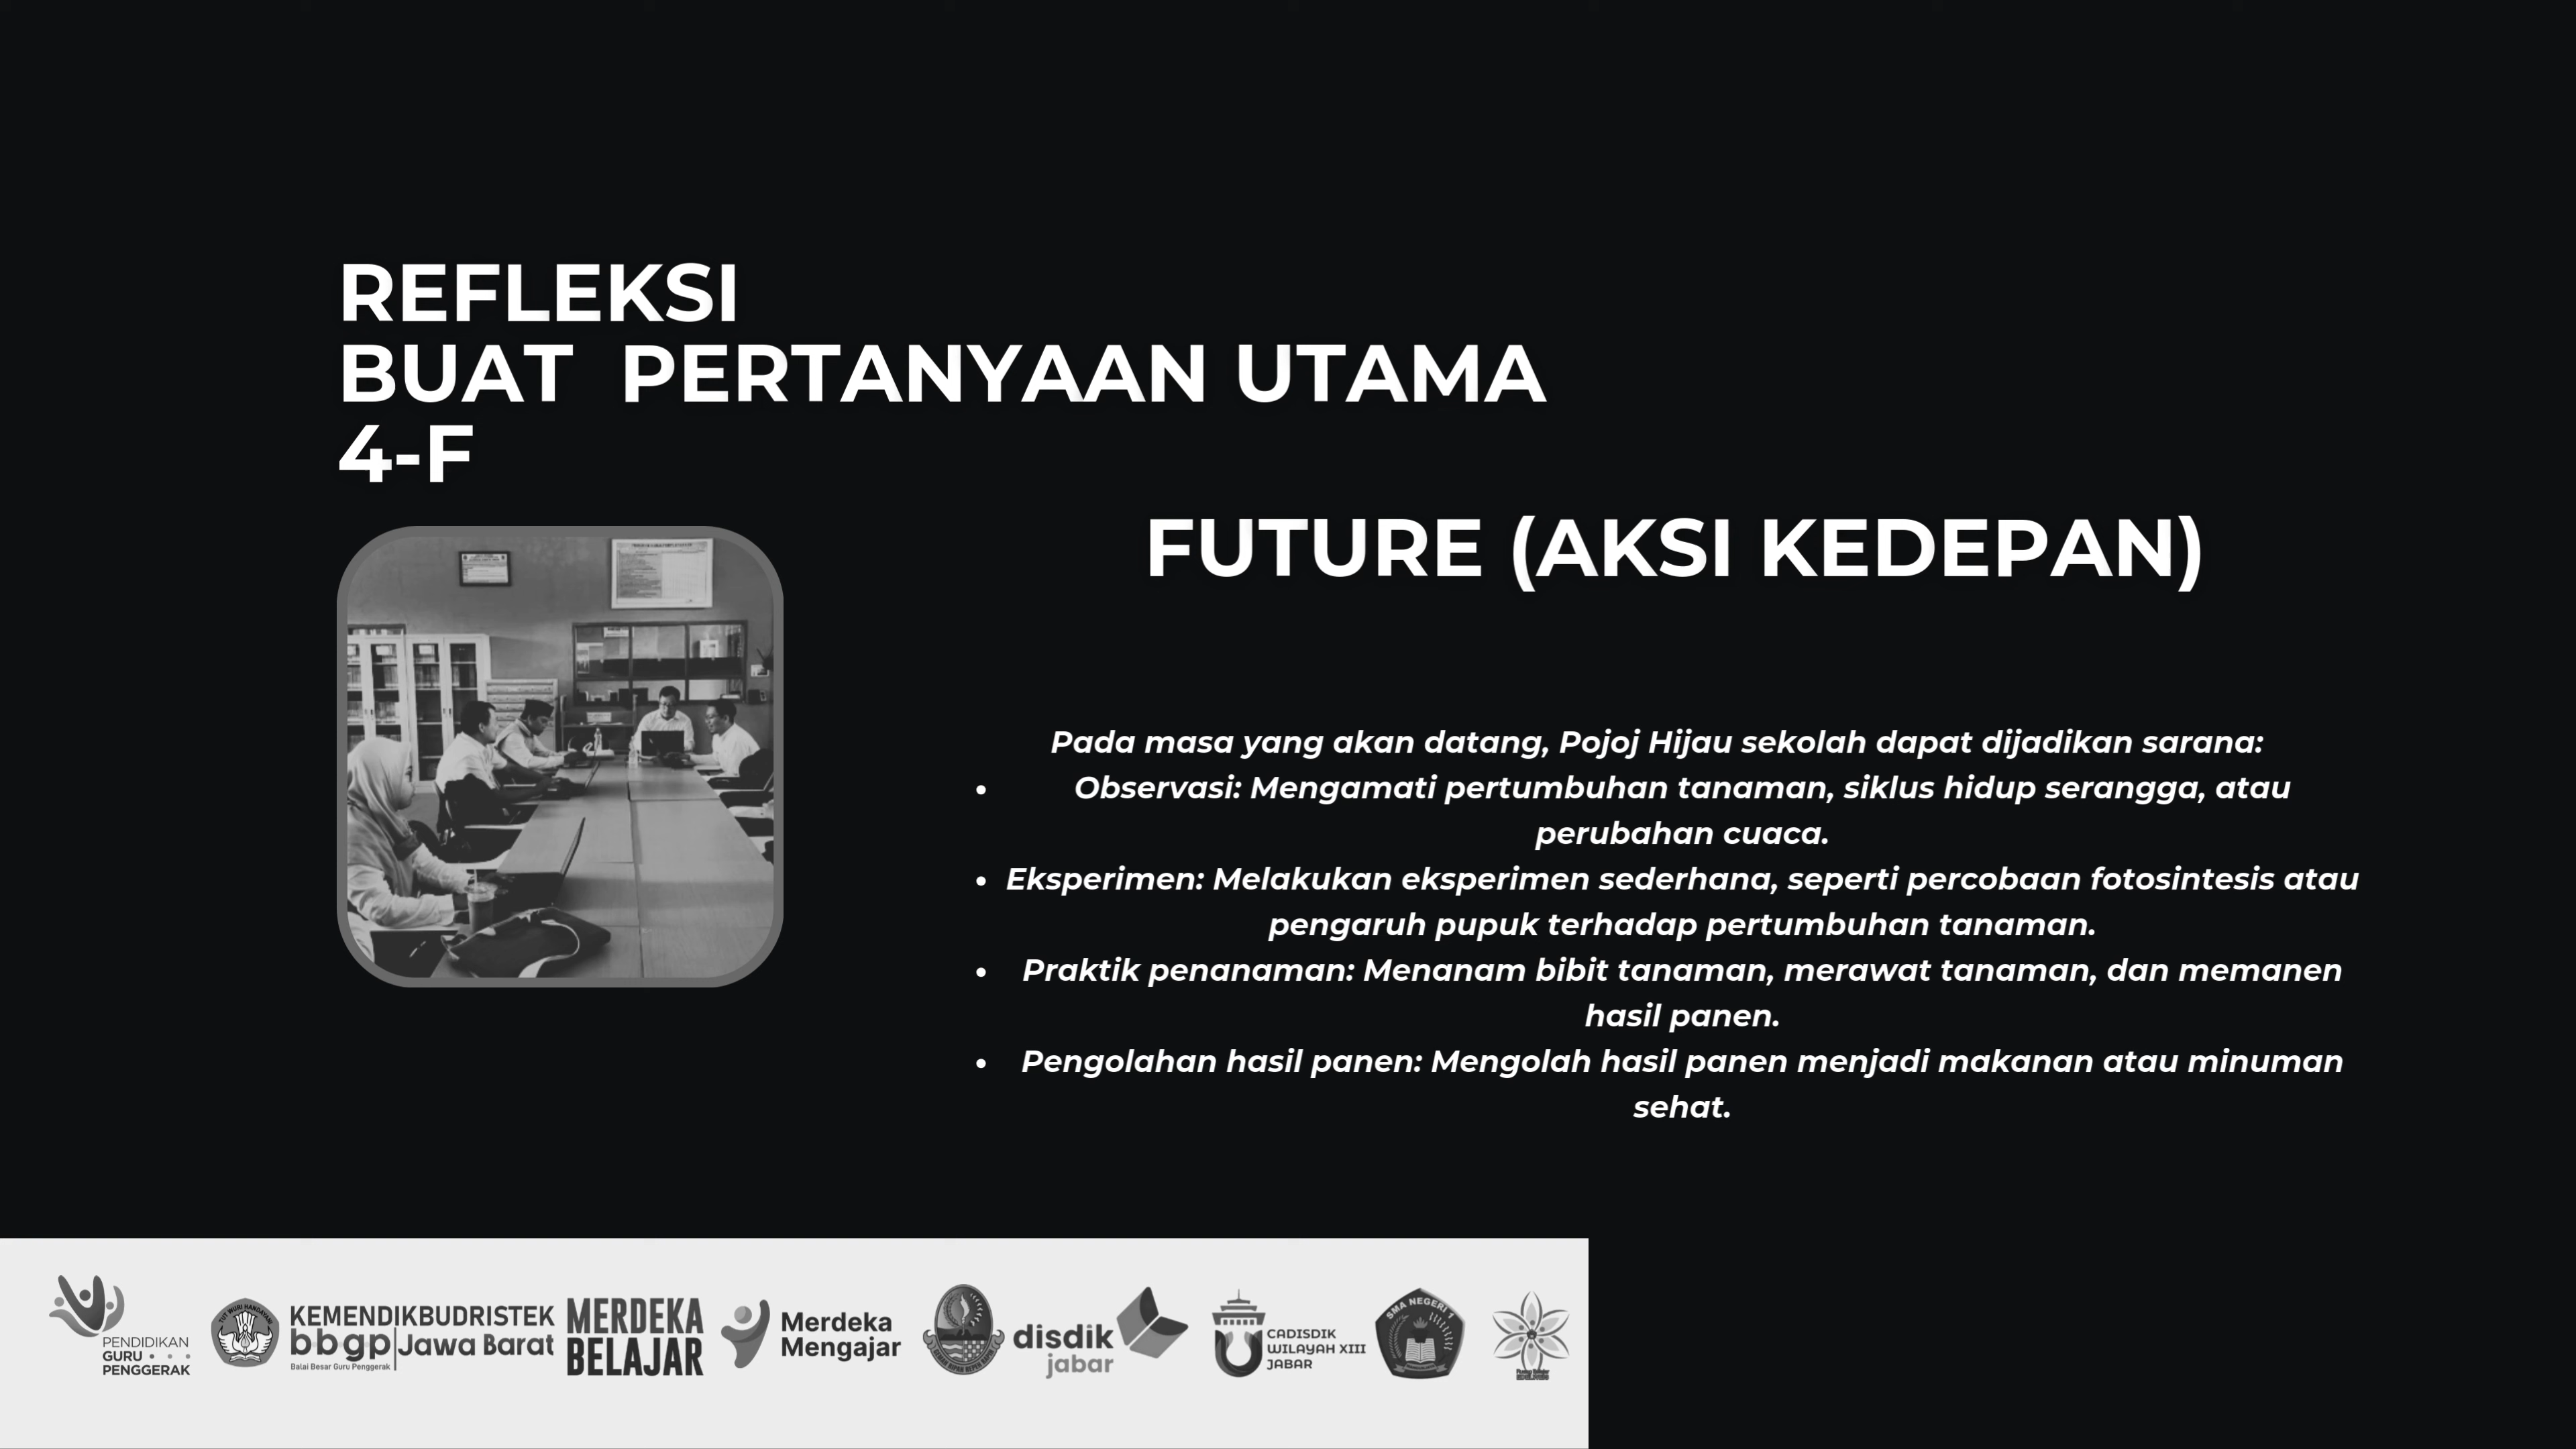 REFLEKSI
BUAT  PERTANYAAN UTAMA
4-F
FUTURE (AKSI KEDEPAN)
Pada masa yang akan datang, Pojoj Hijau sekolah dapat dijadikan sarana:
• Observasi: Mengamati pertumbuhan tanaman, siklus hidup serangga, atau
perubahan cuaca.
• Eksperimen: Melakukan eksperimen sederhana, seperti percobaan fotosintesis atau
pengaruh pupuk terhadap pertumbuhan tanaman.
• Praktik penanaman: Menanam bibit tanaman, merawat tanaman, dan memanen
hasil panen.
• Pengolahan hasil panen: Mengolah hasil panen menjadi makanan atau minuman
sehat.
PENDIDIKAN
GURU
PENGGERAK
TUT WURI HANDAYANI
KEMENDIKBUDRISTEK
bbgp|Jawa Barat
Balai Besar Guru Penggerak
MERDEKA
BELAJAR
Merdeka
Mengajar
disdik
jabar
CADISDIK
WILAYAH XIII
JABAR
SMA NEGERI 1